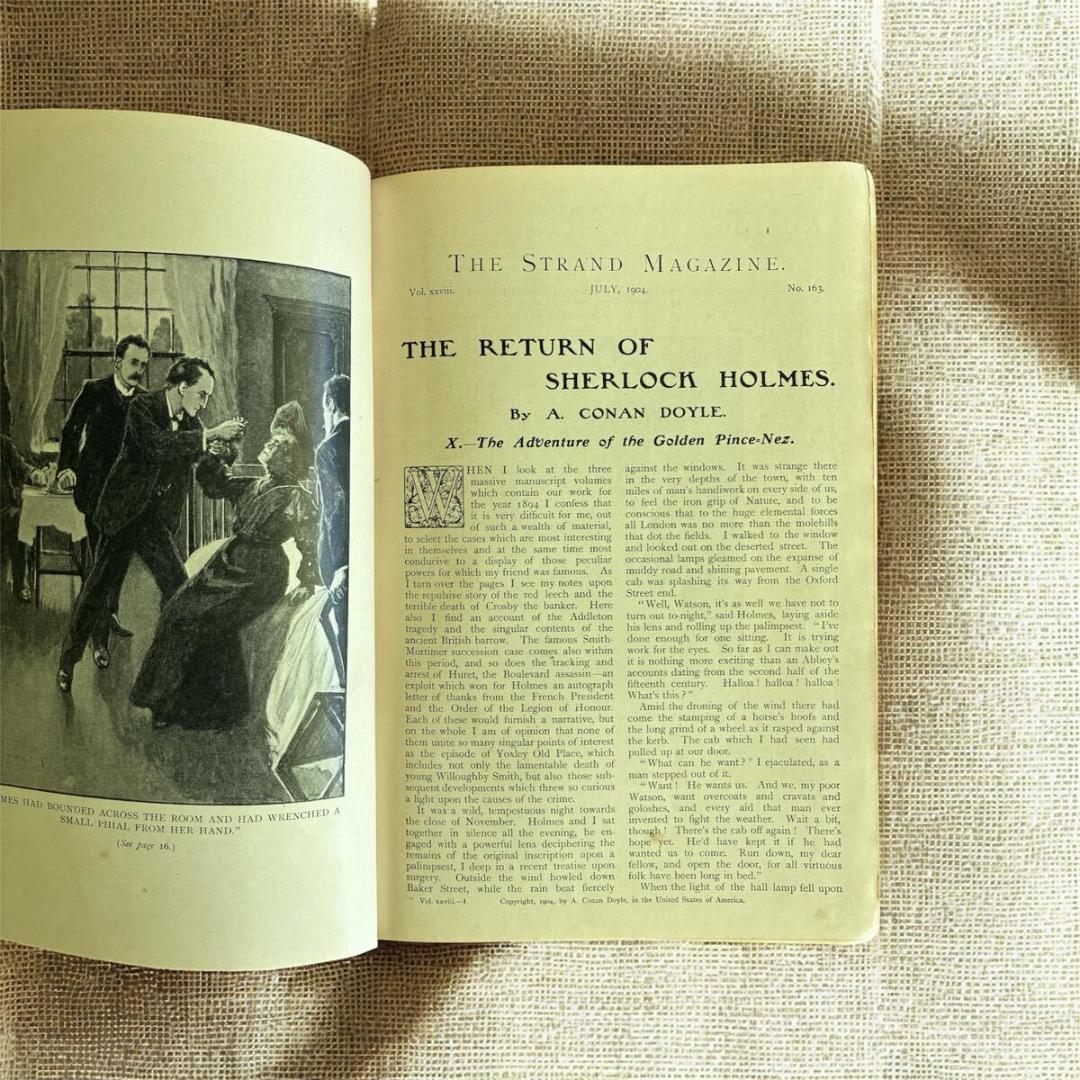 MES HAD BOUNDED ACROSS THE ROOM AND HAD WRENCHED A
SMALL PHIAL FROM HER HAND."
(See page 16.)
THE STRAND MAGAZINE.
Vol. xxviii. JULY, 1904. No. 163.
THE RETURN OF
SHERLOCK HOLMES.
By A. CONAN DOYLE.
X.—The Adventure of the Golden Pince-Nez.
WHEN I look at the three
massive manuscript volumes
which contain our work for
the year 1894 I confess that
it is very difficult for me, out
of such a wealth of material,
to select the cases which are most interesting
in themselves and at the same time most
conducive to a display of those peculiar
powers for which my friend was famous. As
I turn over the pages I see my notes upon
the repulsive story of the red leech and the
terrible death of Crosby the banker. Here
also I find an account of the Addleton
tragedy and the singular contents of the
ancient British barrow. The famous Smith-
Mortimer succession case comes also within
this period, and so does the tracking and
arrest of Huret, the Boulevard assassin—an
exploit which won for Holmes an autograph
letter of thanks from the French President
and the Order of the Legion of Honour.
Each of these would furnish a narrative, but
on the whole I am of opinion that none of
them unite so many singular points of interest
as the episode of Yoxley Old Place, which
includes not only the lamentable death of
young Willoughby Smith, but also those sub-
sequent developments which threw so curious
a light upon the causes of the crime.
It was a wild, tempestuous night towards
the close of November. Holmes and I sat
together in silence all the evening, he en-
gaged with a powerful lens deciphering the
remains of the original inscription upon a
palimpsest, I deep in a recent treatise upon
surgery. Outside the wind howled down
Baker Street, while the rain beat fiercely
against the windows. It was strange there
in the very depths of the town, with ten
miles of man's handiwork on every side of us,
to feel the iron grip of Nature, and to be
conscious that to the huge elemental forces
all London was no more than the molehills
that dot the fields. I walked to the window
and looked out on the deserted street. The
occasional lamps gleamed on the expanse of
muddy road and shining pavement. A single
cab was splashing its way from the Oxford
Street end.
"Well, Watson, it's as well we have not to
turn out to-night," said Holmes, laying aside
his lens and rolling up the palimpsest. "I've
done enough for one sitting. It is trying
work for the eyes. So far as I can make out
it is nothing more exciting than an Abbey's
accounts dating from the second half of the
fifteenth century. Halloa! halloa! halloa!
What's this?"
Amid the droning of the wind there had
come the stamping of a horse's hoofs and
the long grind of a wheel as it rasped against
the kerb. The cab which I had seen had
pulled up at our door.
"What can he want?" I ejaculated, as a
man stepped out of it.
"Want! He wants us. And we, my poor
Watson, want overcoats and cravats and
goloshes, and every aid that man ever
invented to fight the weather. Wait a bit,
though! There's the cab off again! There's
hope yet. He'd have kept it if he had
wanted us to come. Run down, my dear
fellow, and open the door, for all virtuous
folk have been long in bed."
When the light of the hall lamp fell upon
Vol. xxviii.—1 Copyright, 1904, by A. Conan Doyle, in the United States of America.